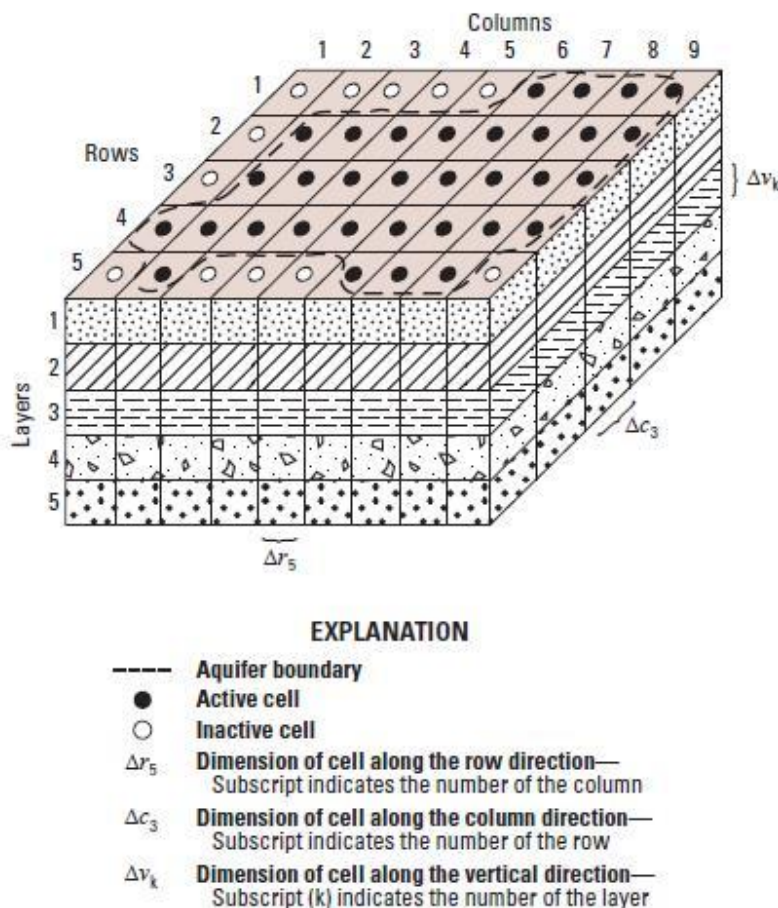 Columns
1 2 3 4 5 6 7 8 9
Rows
1
2
3
4
5
Δvk
Layers
1
2
3
4
5
Δc3
Δr5
EXPLANATION
Aquifer boundary
Active cell
Inactive cell
Δr5 Dimension of cell along the row direction—
Subscript indicates the number of the column
Δc3 Dimension of cell along the column direction—
Subscript indicates the number of the row
Δvk Dimension of cell along the vertical direction—
Subscript (k) indicates the number of the layer